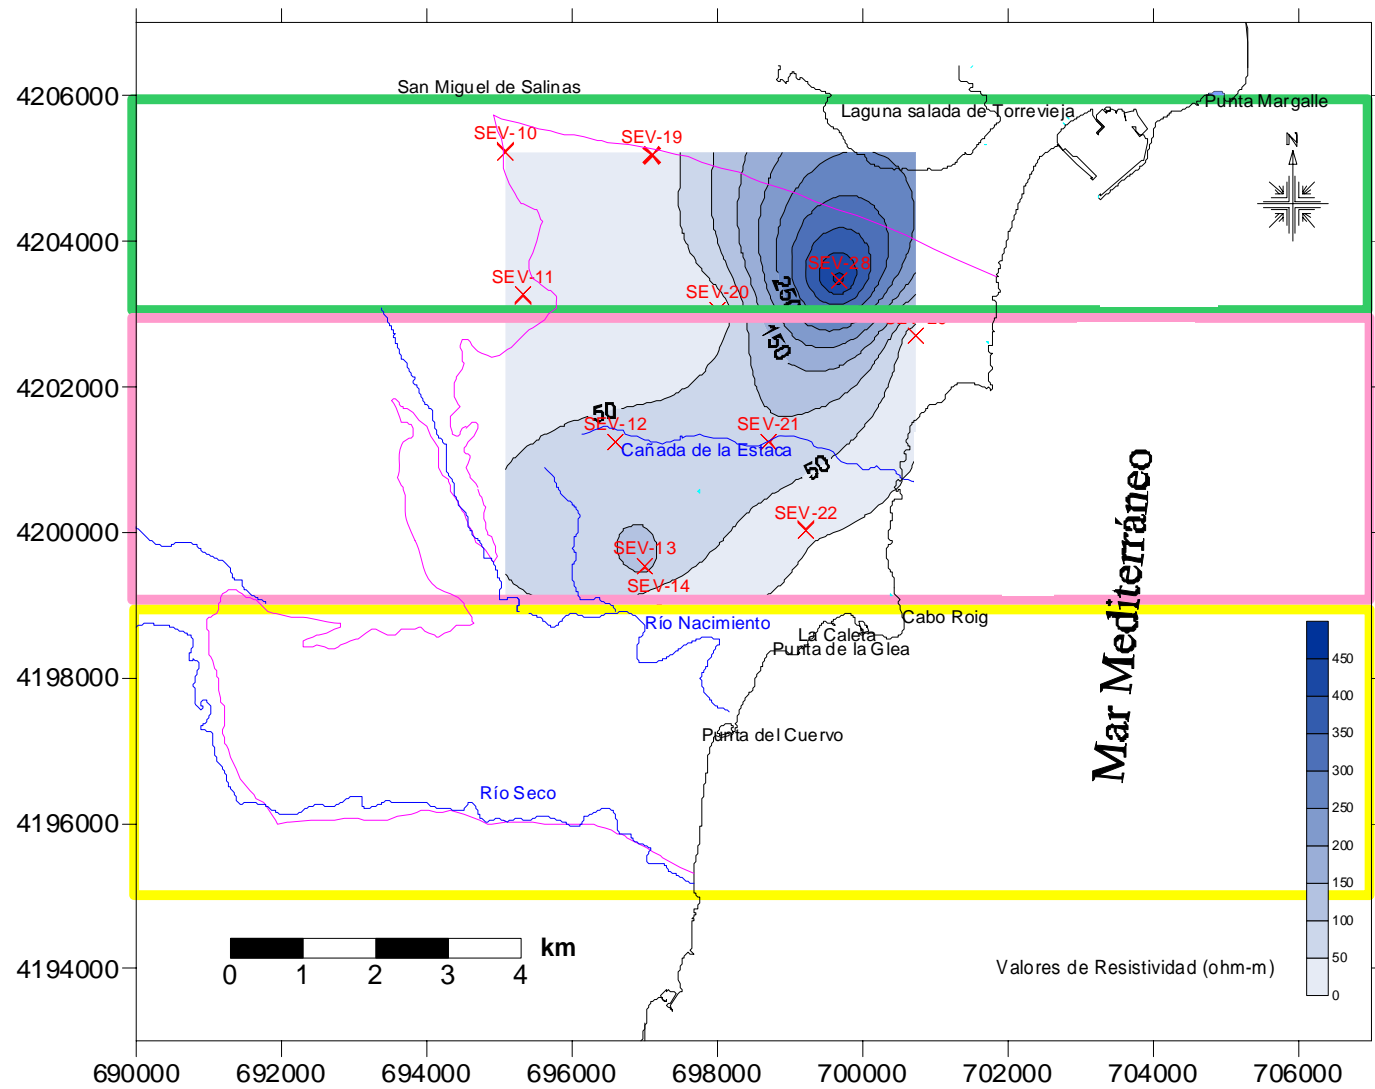 4206000
4204000
4202000
4200000
4198000
4196000
4194000
San Miguel de Salinas
Laguna salada de Torrevieja
Punta Margalle
N
SEV-10
SEV-19
SEV-11
SEV-20
SEV-28
250
150
50
SEV-12
SEV-21
Cañada de la Estaca
50
SEV-22
SEV-13
SEV-14
Río Nacimiento
La Caleta
Cabo Roig
Punta de la Glea
Punta del Cuervo
Río Seco
Mar Mediterráneo
450
400
350
300
250
200
150
100
50
0
Valores de Resistividad (ohm-m)
km
0 1 2 3 4
690000 692000 694000 696000 698000 700000 702000 704000 706000